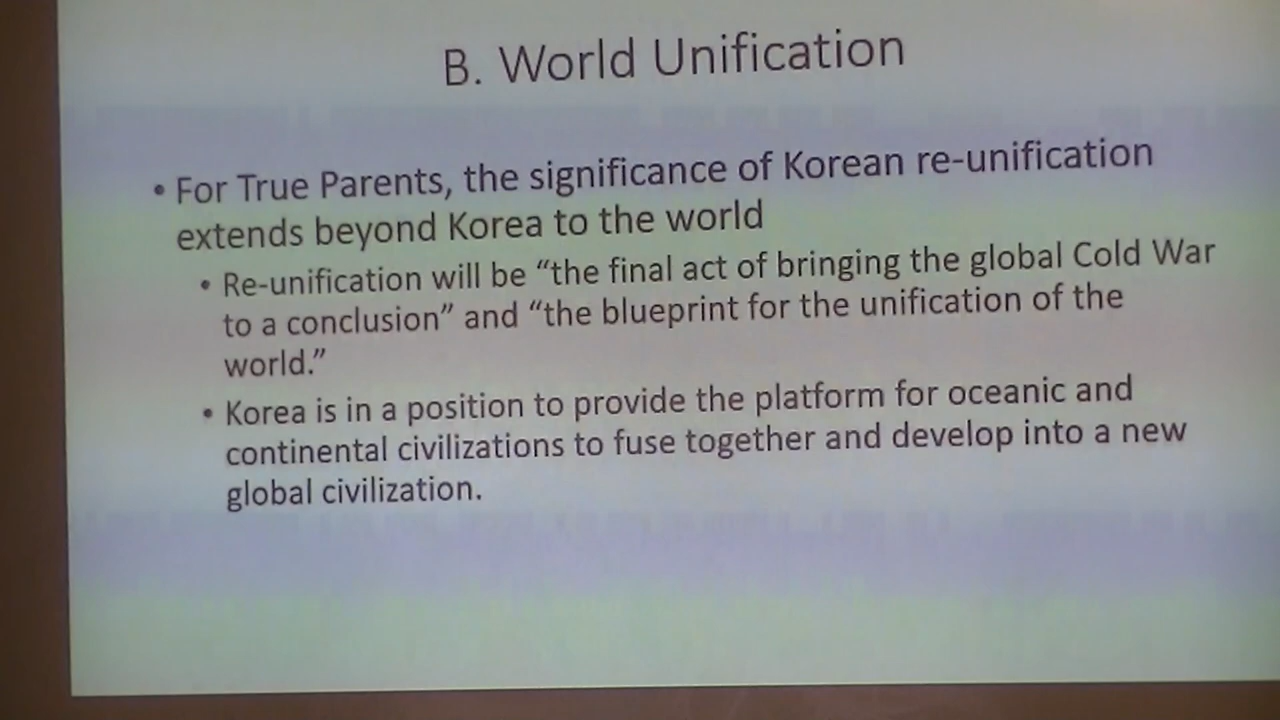 B. World Unification
• For True Parents, the significance of Korean re-unification
extends beyond Korea to the world
• Re-unification will be “the final act of bringing the global Cold War
to a conclusion” and “the blueprint for the unification of the
world.”
• Korea is in a position to provide the platform for oceanic and
continental civilizations to fuse together and develop into a new
global civilization.